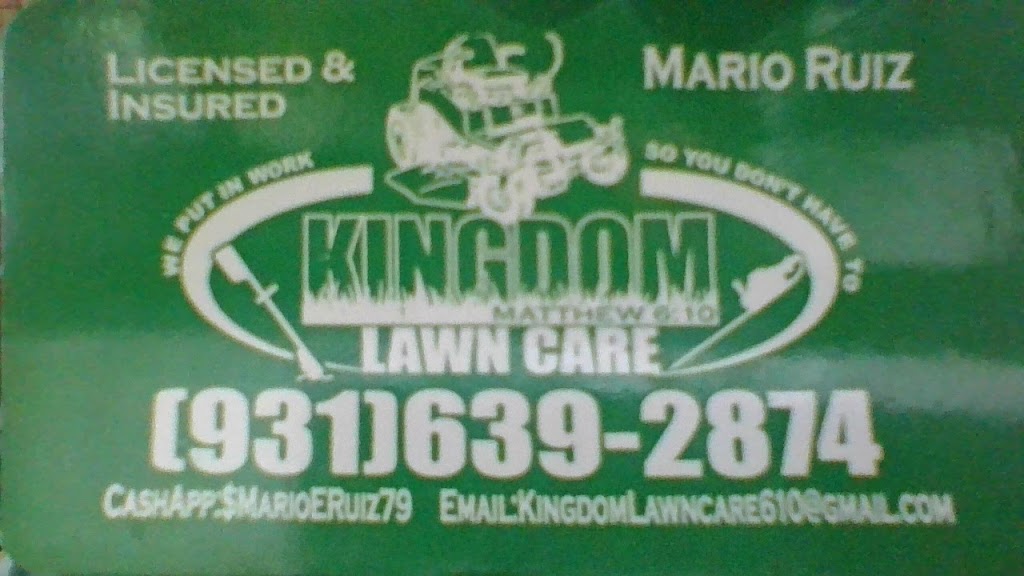 LICENSED &
INSURED
MARIO RUIZ
WE PUT IN WORK
SO YOU DON'T HAVE TO
KINGDOM
MATTHEW 6:10
LAWN CARE
(931)639-2874
CASHAPP:$MARIOERUIZ79 EMAIL:KINGDOMLAWNCARE610@GMAIL.COM